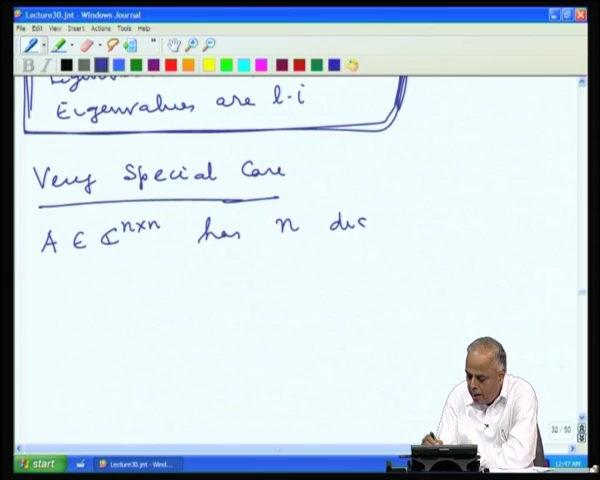 Lecture30.jnt - Windows Journal
File Edit View Insert Actions Tools Help
Eigenvalues are l.i
Very Special Case
A ∈ ℂ^{n×n} has n dis
32 / 50
start
Lecture30.jnt - Wind...
12:47 AM